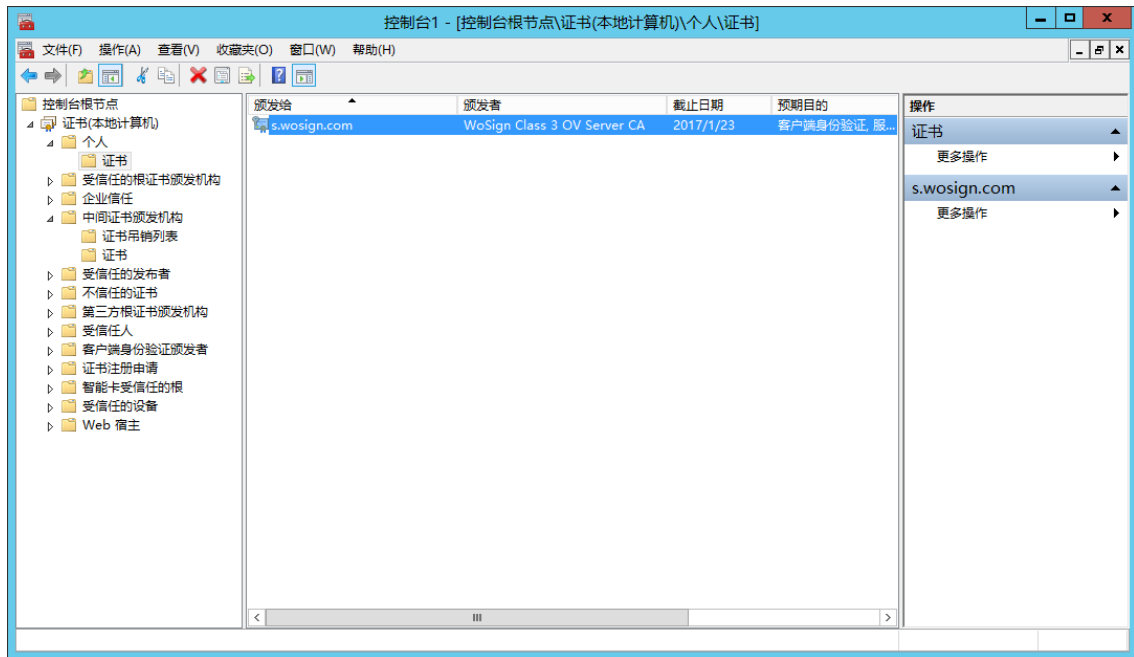 控制台1 - [控制台根节点\证书(本地计算机)\个人\证书]
文件(F) 操作(A) 查看(V) 收藏夹(O) 窗口(W) 帮助(H)
控制台根节点
证书(本地计算机)
个人
证书
受信任的根证书颁发机构
企业信任
中间证书颁发机构
证书吊销列表
证书
受信任的发布者
不信任的证书
第三方根证书颁发机构
受信任人
客户端身份验证颁发者
证书注册申请
智能卡受信任的根
受信任的设备
Web 宿主
颁发给 颁发者 截止日期 预期目的
s.wosign.com WoSign Class 3 OV Server CA 2017/1/23 客户端身份验证, 服...
操作
证书
更多操作
s.wosign.com
更多操作